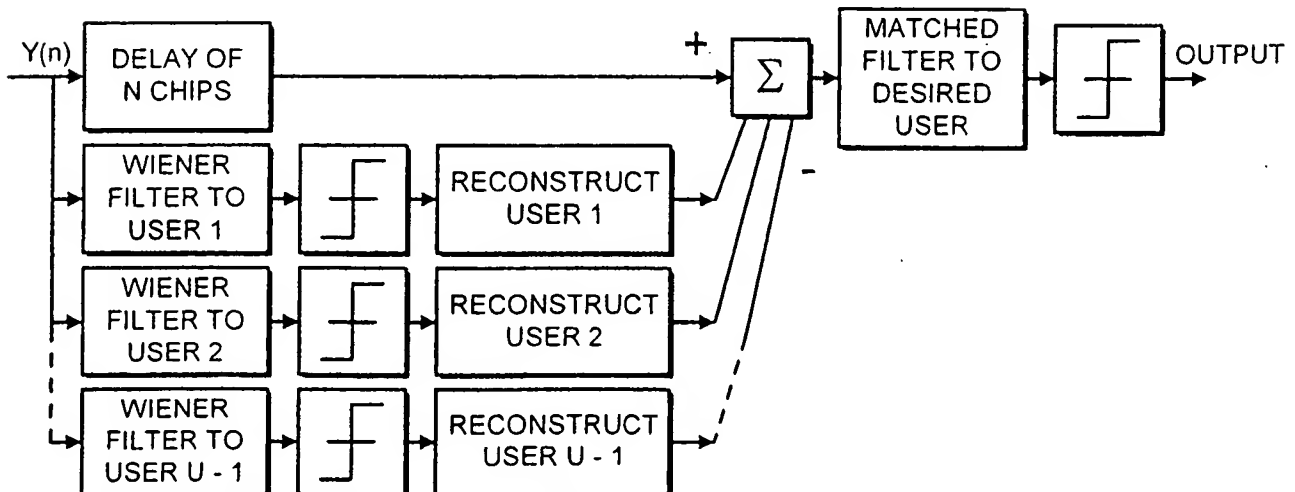 Y(n)
DELAY OF
N CHIPS
+
Σ
MATCHED
FILTER TO
DESIRED
USER
OUTPUT
-
WIENER
FILTER TO
USER 1
RECONSTRUCT
USER 1
WIENER
FILTER TO
USER 2
RECONSTRUCT
USER 2
WIENER
FILTER TO
USER U - 1
RECONSTRUCT
USER U - 1